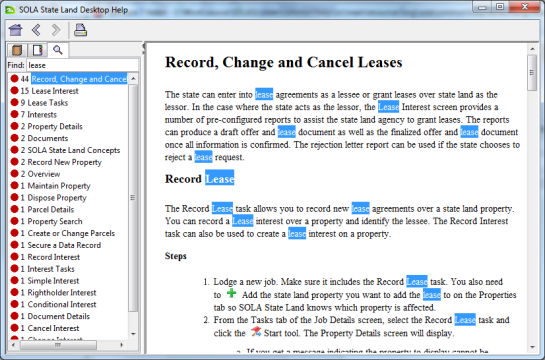 SOLA State Land Desktop Help
Find: lease
44 Record, Change and Cance
15 Lease Interest
9 Lease Tasks
7 Interests
2 Property Details
2 Documents
2 SOLA State Land Concepts
2 Record New Property
2 Overview
1 Maintain Property
1 Dispose Property
1 Parcel Details
1 Property Search
1 Create or Change Parcels
1 Secure a Data Record
1 Record Interest
1 Interest Tasks
1 Simple Interest
1 Rightholder Interest
1 Conditional Interest
1 Document Details
1 Cancel Interest
1 Change Interest
Record, Change and Cancel Leases
The state can enter into lease agreements as a lessee or grant leases over state land as the
lessor. In the case where the state acts as the lessor, the Lease Interest screen provides a
number of pre-configured reports to assist the state land agency to grant leases. The reports
can produce a draft offer and lease document as well as the finalized offer and lease document
once all information is confirmed. The rejection letter report can be used if the state chooses to
reject a lease request.
Record Lease
The Record Lease task allows you to record new lease agreements over a state land property.
You can record a Lease interest over a property and identify the lessee. The Record Interest
task can also be used to create a lease interest on a property.
Steps
1. Lodge a new job. Make sure it includes the Record Lease task. You also need
to Add the state land property you want to add the lease to on the Properties
tab so SOLA State Land knows which property is affected.
2. From the Tasks tab of the Job Details screen, select the Record Lease task and
click the Start tool. The Property Details screen will display.
a. If you get a message indicating the property to display cannot be